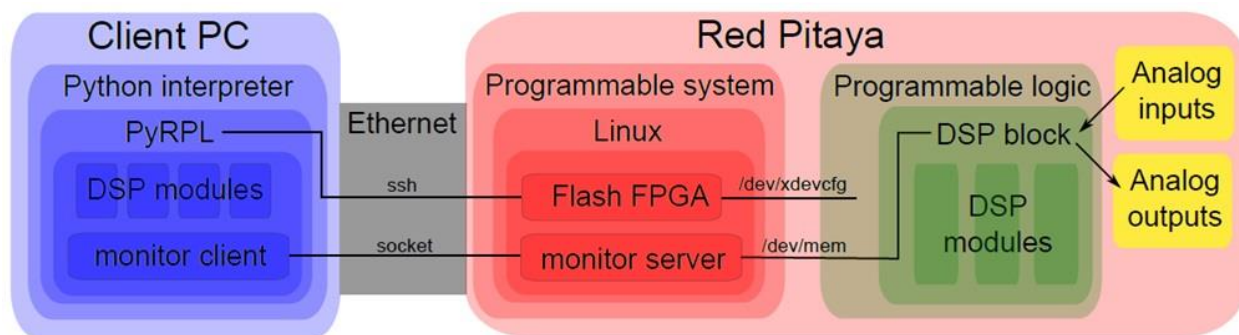 Client PC
Python interpreter
PyRPL
DSP modules
monitor client
Ethernet
ssh
socket
Red Pitaya
Programmable system
Linux
Flash FPGA
monitor server
/dev/xdevcfg
/dev/mem
Programmable logic
DSP block
DSP
modules
Analog
inputs
Analog
outputs